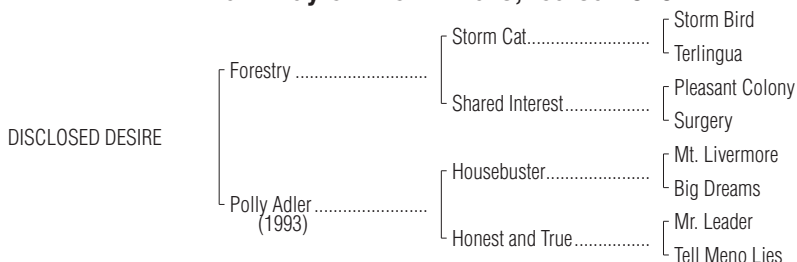 Storm Bird
Storm Cat..............................
Terlingua
Forestry ..............................
Pleasant Colony
Shared Interest.....................
Surgery
DISCLOSED DESIRE
Mt. Livermore
Housebuster..........................
Big Dreams
Polly Adler ..........................
(1993)
Mr. Leader
Honest and True..................
Tell Meno Lies